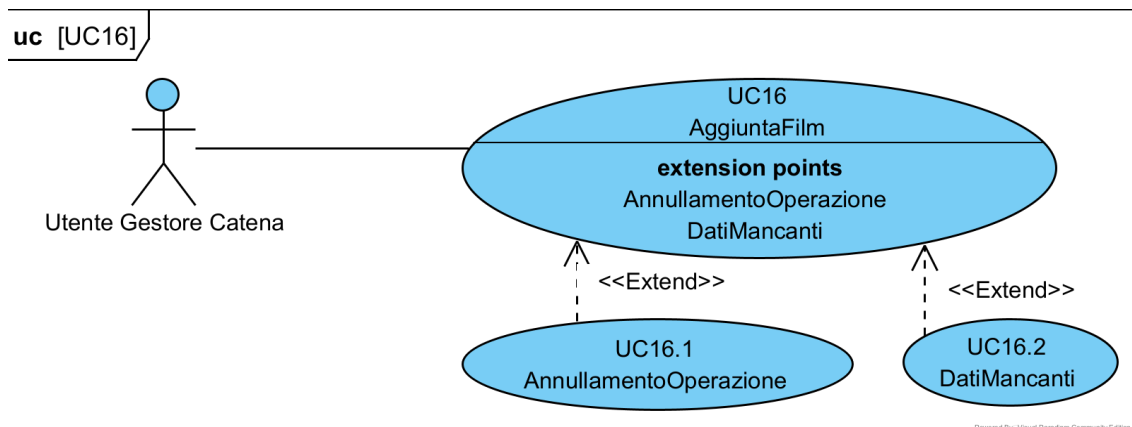 uc [UC16]
UC16
AggiuntaFilm
extension points
AnnullamentoOperazione
DatiMancanti
Utente Gestore Catena
<<Extend>>
<<Extend>>
UC16.1
AnnullamentoOperazione
UC16.2
DatiMancanti